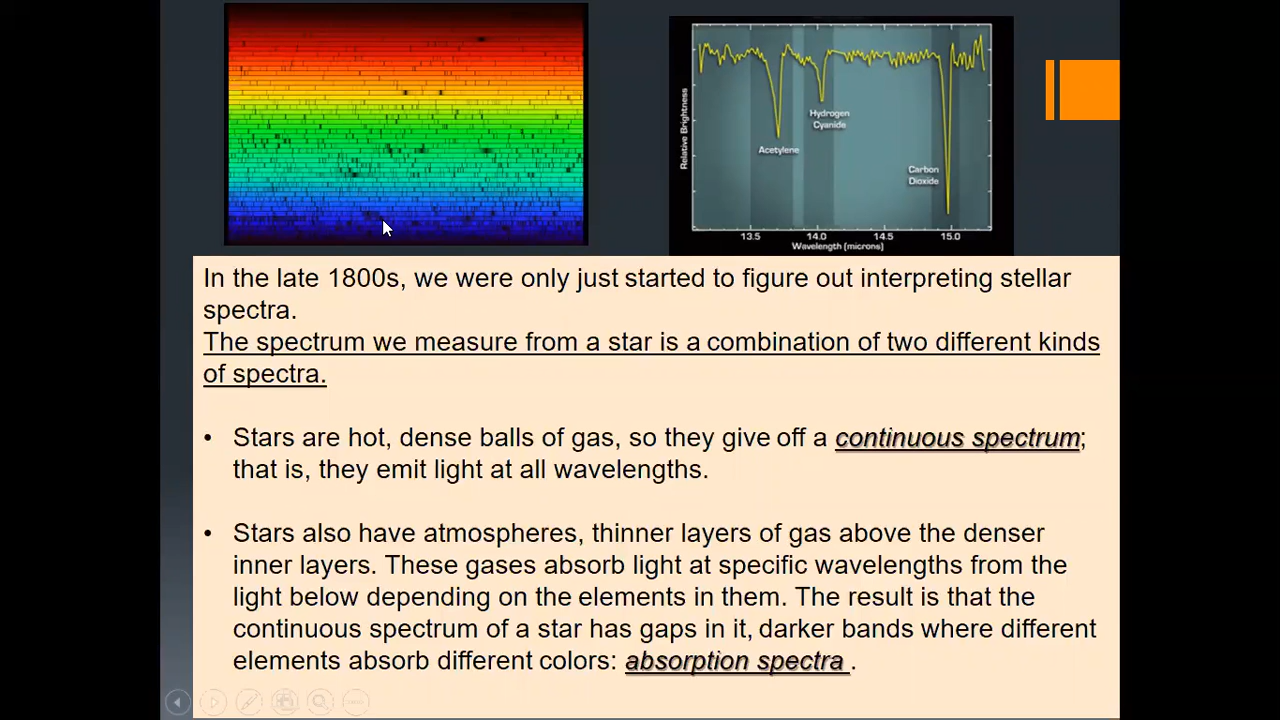 Relative Brightness
Acetylene
Hydrogen
Cyanide
Carbon
Dioxide
13.5 14.0 14.5 15.0
Wavelength (microns)
In the late 1800s, we were only just started to figure out interpreting stellar
spectra.
The spectrum we measure from a star is a combination of two different kinds
of spectra.
• Stars are hot, dense balls of gas, so they give off a continuous spectrum;
that is, they emit light at all wavelengths.
• Stars also have atmospheres, thinner layers of gas above the denser
inner layers. These gases absorb light at specific wavelengths from the
light below depending on the elements in them. The result is that the
continuous spectrum of a star has gaps in it, darker bands where different
elements absorb different colors: absorption spectra .